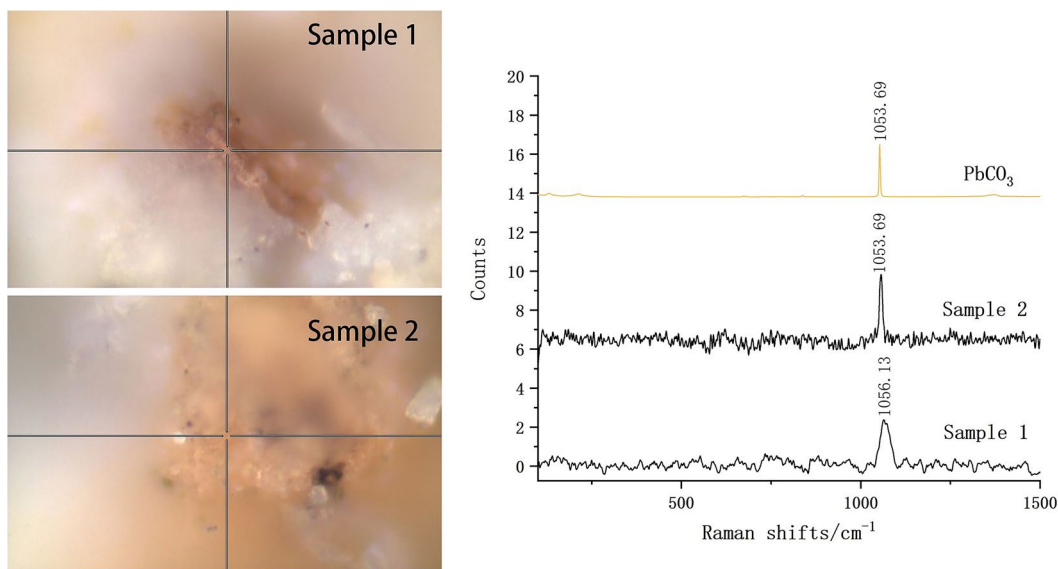 Sample 1
Sample 2
20
18
16
14
12
10
8
6
4
2
0
Counts
1053.69
PbCO₃
1053.69
Sample 2
1056.13
Sample 1
500
1000
1500
Raman shifts/cm⁻¹